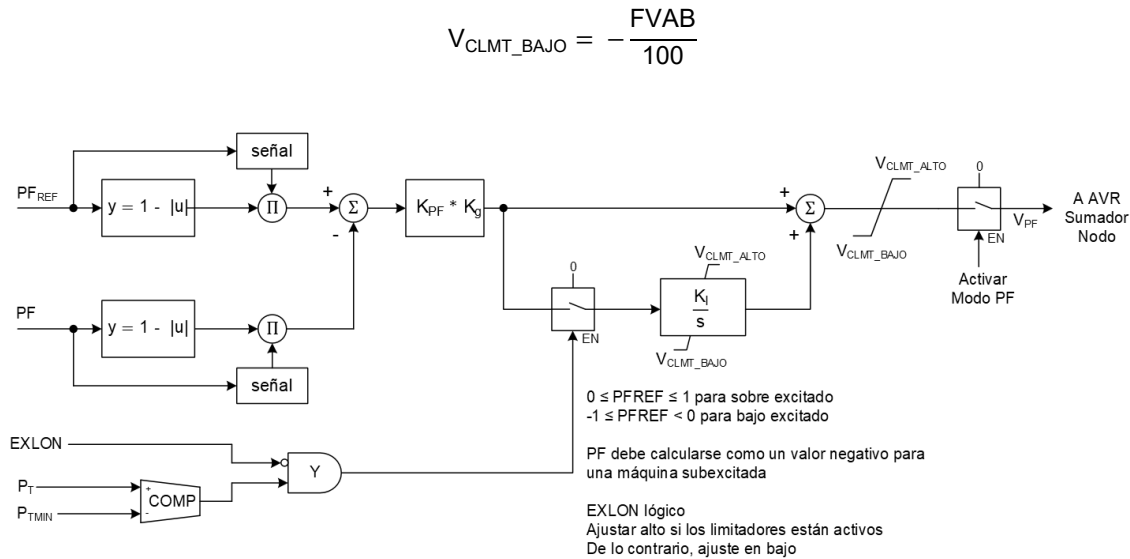 V_CLMT_BAJO = - FVAB / 100
señal
PF_REF
y = 1 - |u|
Π
+
Σ
-
K_PF * K_g
+
Σ
+
V_CLMT_ALTO
V_CLMT_BAJO
0
EN
V_PF
A AVR
Sumador
Nodo
Activar
Modo PF
0
EN
V_CLMT_ALTO
K_I
s
V_CLMT_BAJO
PF
y = 1 - |u|
Π
señal
EXLON
Y
P_T
P_TMIN
+
-
COMP
0 ≤ PFREF ≤ 1 para sobre excitado
-1 ≤ PFREF < 0 para bajo excitado
PF debe calcularse como un valor negativo para
una máquina subexcitada
EXLON lógico
Ajustar alto si los limitadores están activos
De lo contrario, ajuste en bajo